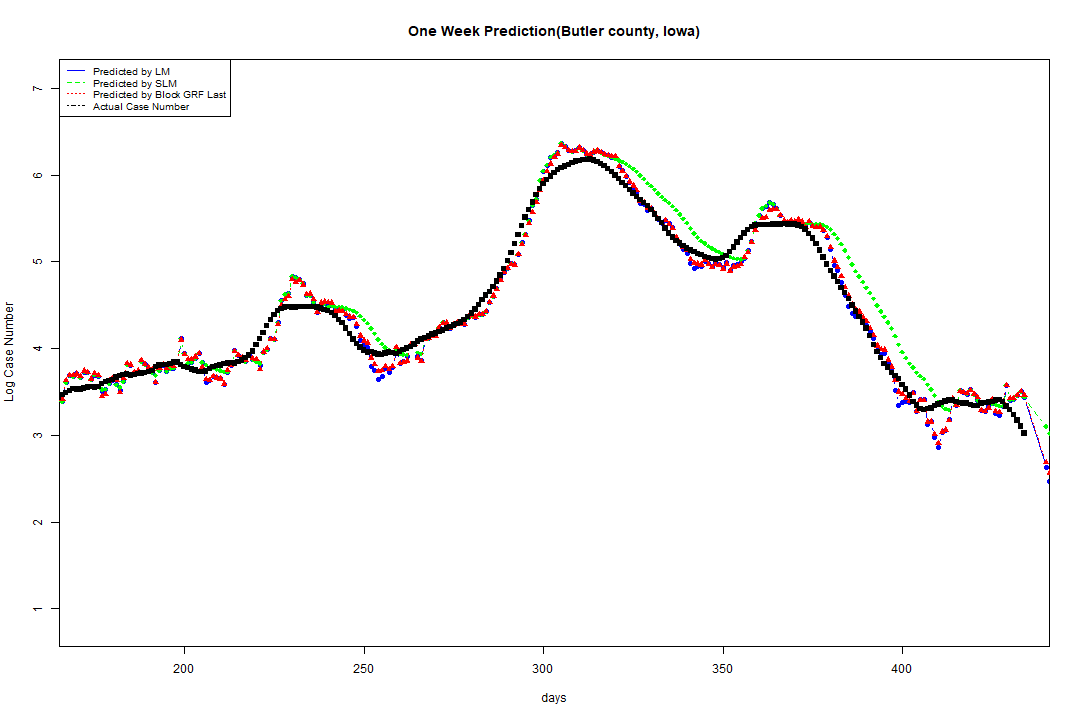 One Week Prediction(Butler county, Iowa)
Predicted by LM
Predicted by SLM
Predicted by Block GRF Last
Actual Case Number
7
6
5
4
3
2
1
Log Case Number
200 250 300 350 400
days